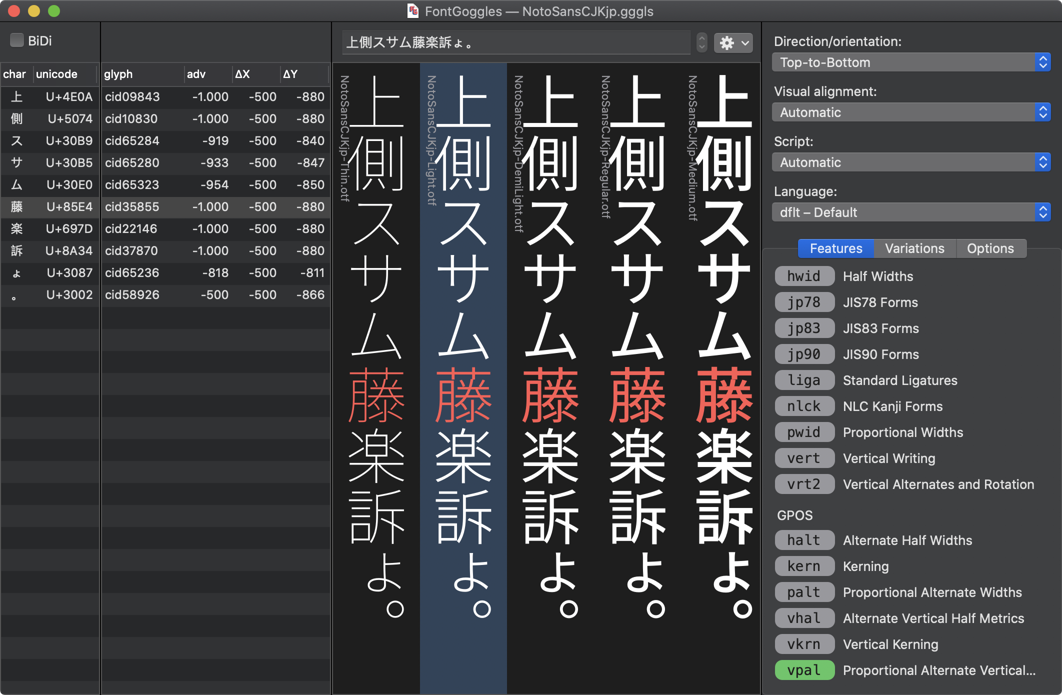 FontGoggles — NotoSansCJKjp.gggls
BiDi
char unicode glyph adv ΔX ΔY
上 U+4E0A cid09843 -1.000 -500 -880
側 U+5074 cid10830 -1.000 -500 -880
ス U+30B9 cid65284 -919 -500 -840
サ U+30B5 cid65280 -933 -500 -847
ム U+30E0 cid65323 -954 -500 -850
藤 U+85E4 cid35855 -1.000 -500 -880
楽 U+697D cid22146 -1.000 -500 -880
訴 U+8A34 cid37870 -1.000 -500 -880
ょ U+3087 cid65236 -818 -500 -811
。 U+3002 cid58926 -500 -500 -866
上側スサム藤楽訴ょ。
NotoSansCJKjp-Thin.otf
上側スサム藤楽訴ょ。
NotoSansCJKjp-Light.otf
上側スサム藤楽訴ょ。
NotoSansCJKjp-DemiLight.otf
上側スサム藤楽訴ょ。
NotoSansCJKjp-Regular.otf
上側スサム藤楽訴ょ。
NotoSansCJKjp-Medium.otf
上側スサム藤楽訴ょ。
Direction/orientation:
Top-to-Bottom
Visual alignment:
Automatic
Script:
Automatic
Language:
dflt – Default
Features Variations Options
hwid Half Widths
jp78 JIS78 Forms
jp83 JIS83 Forms
jp90 JIS90 Forms
liga Standard Ligatures
nlck NLC Kanji Forms
pwid Proportional Widths
vert Vertical Writing
vrt2 Vertical Alternates and Rotation
GPOS
halt Alternate Half Widths
kern Kerning
palt Proportional Alternate Widths
vhal Alternate Vertical Half Metrics
vkrn Vertical Kerning
vpal Proportional Alternate Vertical...